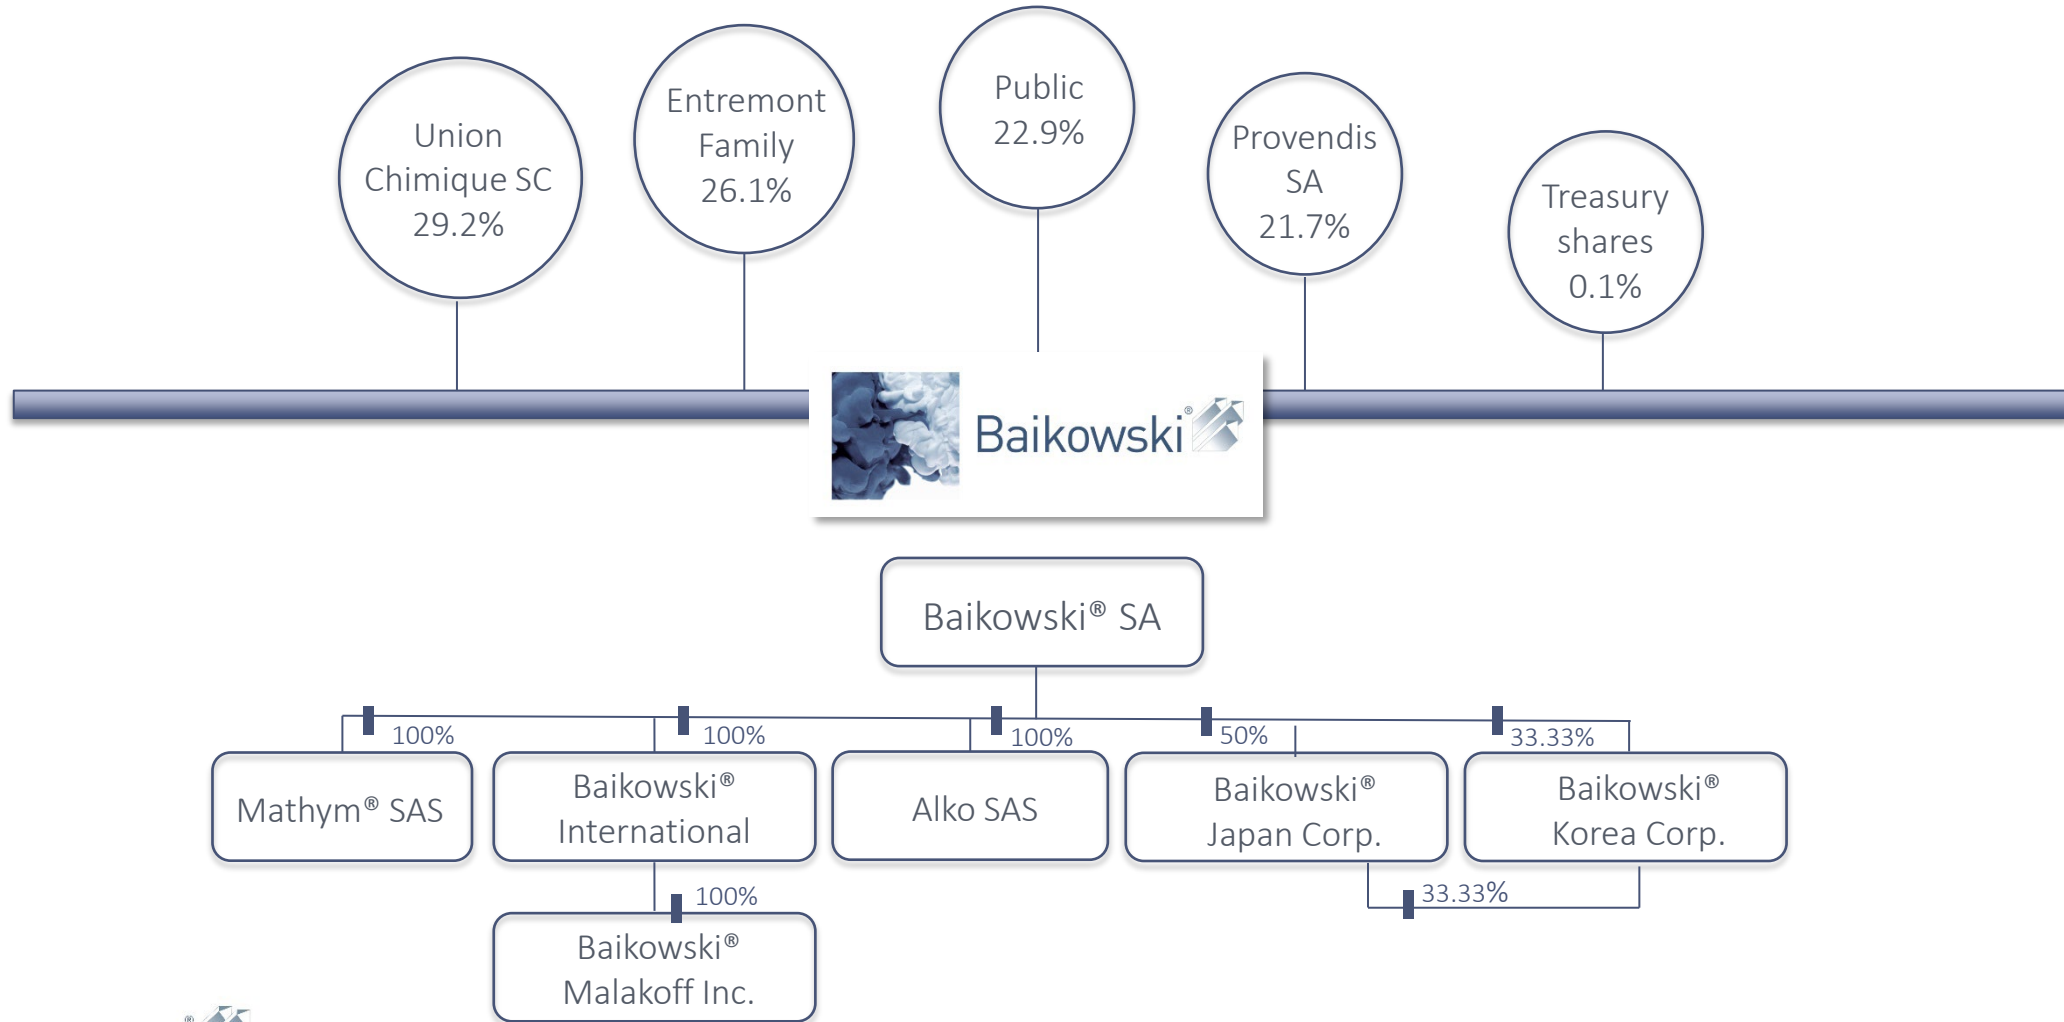 Union
Chimique SC
29.2%
Entremont
Family
26.1%
Public
22.9%
Provendis
SA
21.7%
Treasury
shares
0.1%
Baikowski®
Baikowski® SA
100%
100%
100%
50%
33.33%
Mathym® SAS
Baikowski®
International
Alko SAS
Baikowski®
Japan Corp.
Baikowski®
Korea Corp.
100%
33.33%
Baikowski®
Malakoff Inc.
®